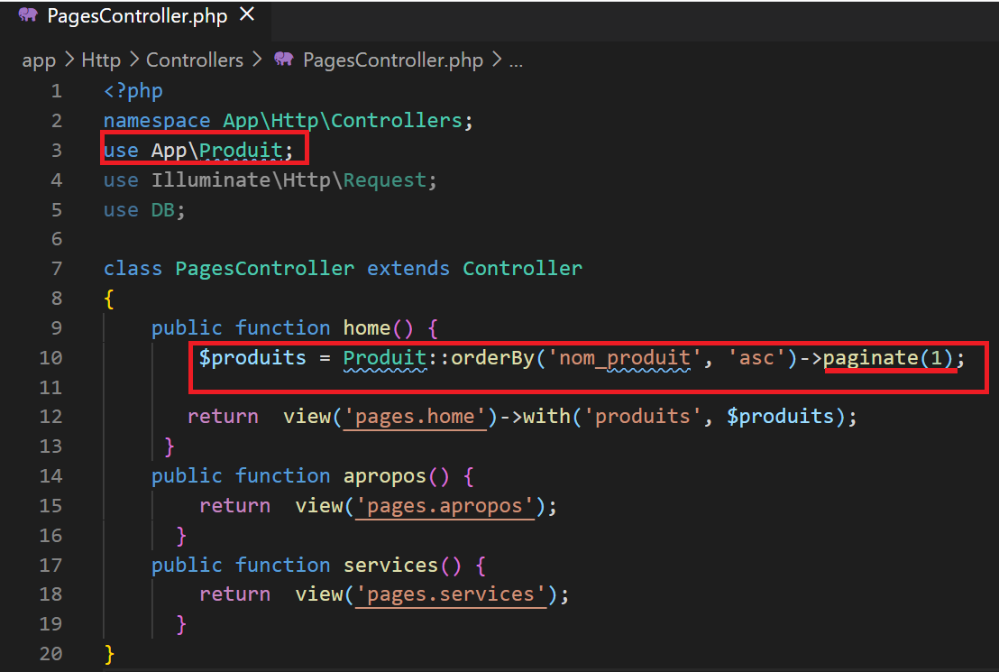 PagesController.php ×
app > Http > Controllers > PagesController.php > ...
1 <?php
2 namespace App\Http\Controllers;
3 use App\Produit;
4 use Illuminate\Http\Request;
5 use DB;
6
7 class PagesController extends Controller
8 {
9 public function home() {
10 $produits = Produit::orderBy('nom_produit', 'asc')->paginate(1);
11
12 return view('pages.home')->with('produits', $produits);
13 }
14 public function apropos() {
15 return view('pages.apropos');
16 }
17 public function services() {
18 return view('pages.services');
19 }
20 }